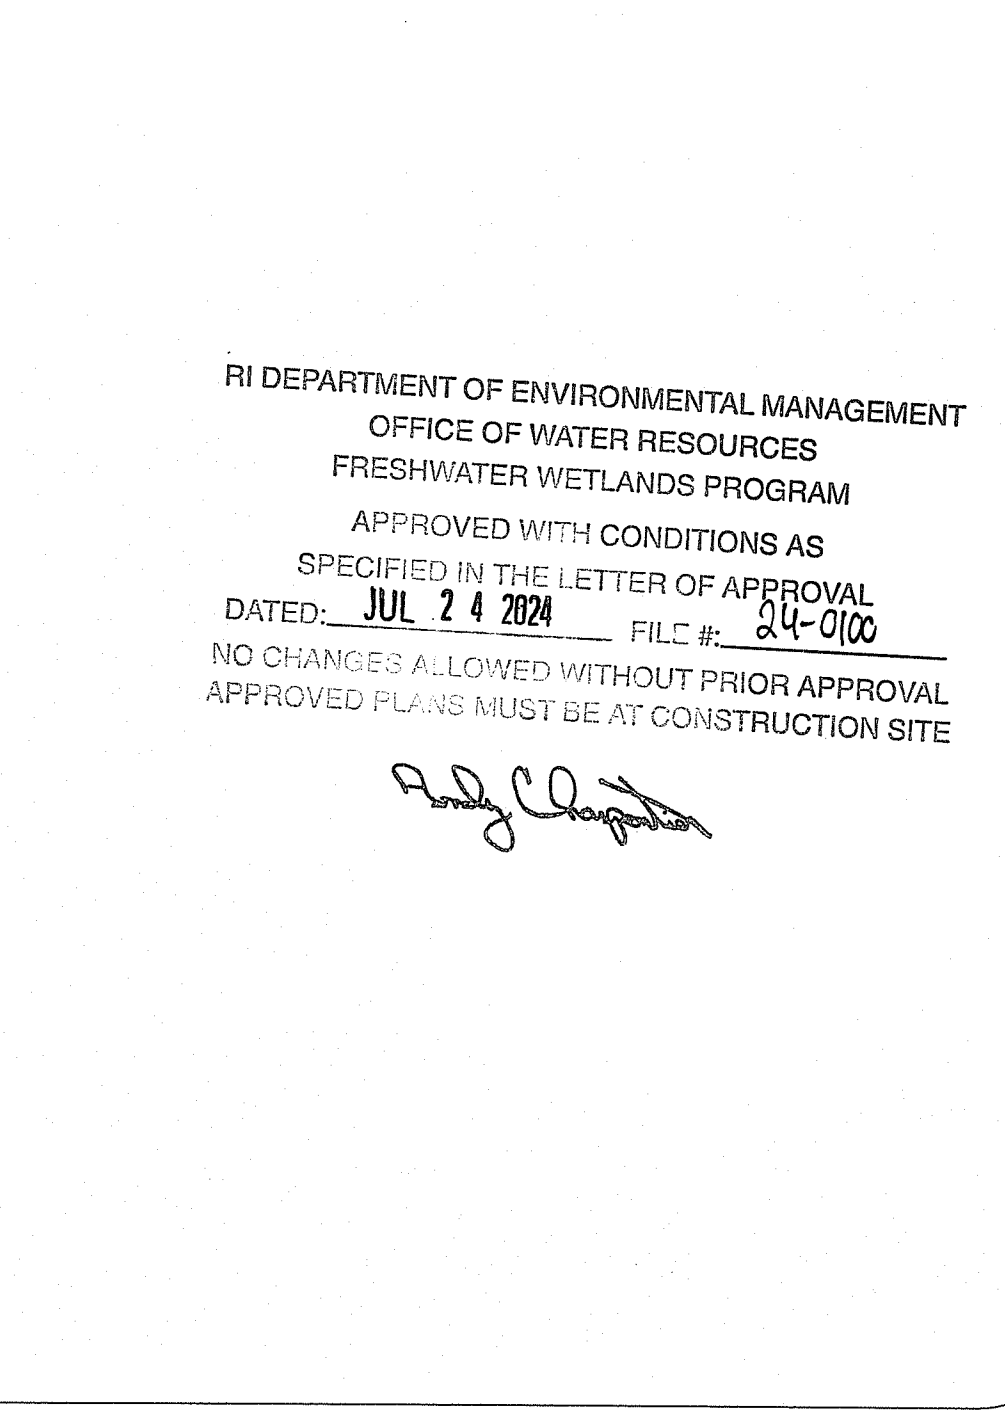 RI DEPARTMENT OF ENVIRONMENTAL MANAGEMENT
OFFICE OF WATER RESOURCES
FRESHWATER WETLANDS PROGRAM
APPROVED WITH CONDITIONS AS
SPECIFIED IN THE LETTER OF APPROVAL
DATED: JUL 24 2024 FILE #: 24-0100
NO CHANGES ALLOWED WITHOUT PRIOR APPROVAL
APPROVED PLANS MUST BE AT CONSTRUCTION SITE
Charpentier